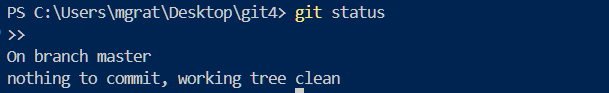 PS C:\Users\mgrat\Desktop\git4> git status
>>
On branch master
nothing to commit, working tree clean